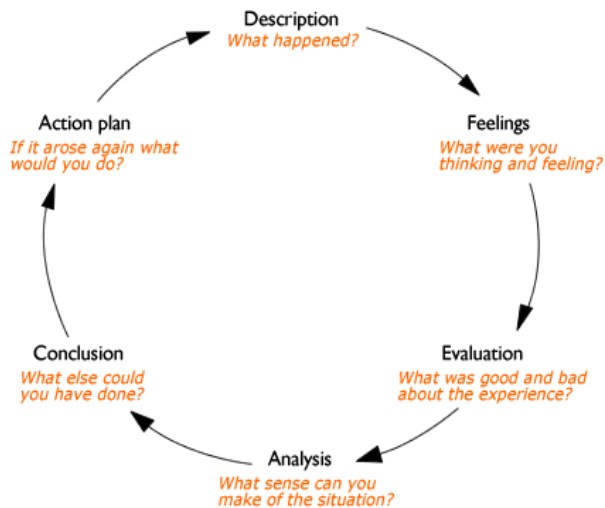 Description
What happened?
Feelings
What were you
thinking and feeling?
Evaluation
What was good and bad
about the experience?
Analysis
What sense can you
make of the situation?
Conclusion
What else could
you have done?
Action plan
If it arose again what
would you do?